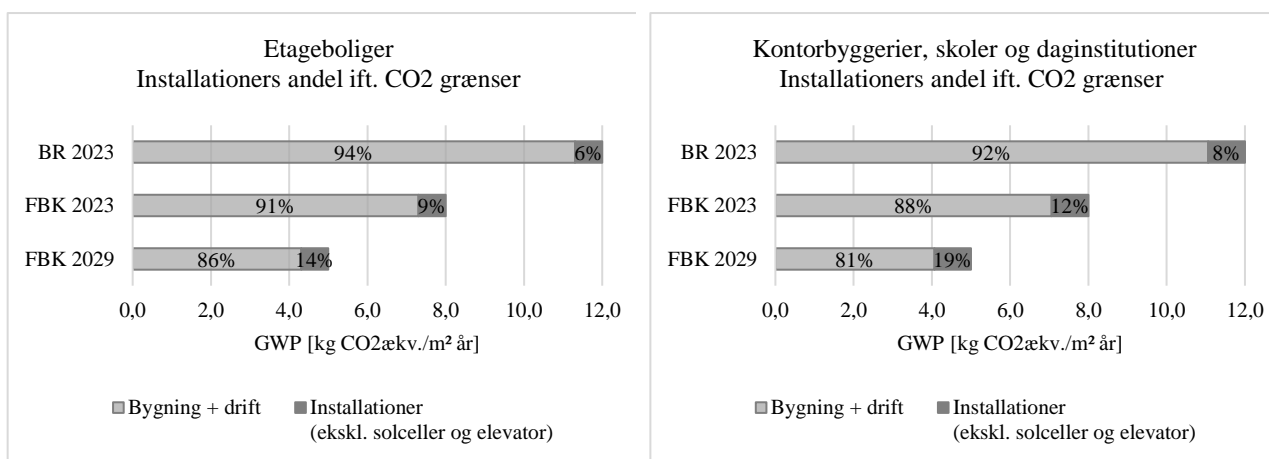 Etageboliger
Installationers andel ift. CO2 grænser
BR 2023
94%
6%
FBK 2023
91%
9%
FBK 2029
86%
14%
0,0 2,0 4,0 6,0 8,0 10,0 12,0
GWP [kg CO2ækv./m² år]
Bygning + drift
Installationer
(ekskl. solceller og elevator)
Kontorbyggerier, skoler og daginstitutioner
Installationers andel ift. CO2 grænser
BR 2023
92%
8%
FBK 2023
88%
12%
FBK 2029
81%
19%
0,0 2,0 4,0 6,0 8,0 10,0 12,0
GWP [kg CO2ækv./m² år]
Bygning + drift
Installationer
(ekskl. solceller og elevator)